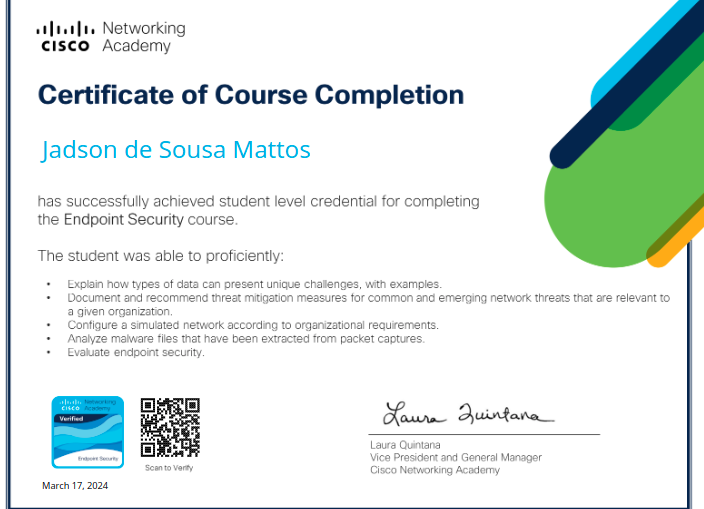 Networking
CISCO Academy
Certificate of Course Completion
Jadson de Sousa Mattos
has successfully achieved student level credential for completing
the Endpoint Security course.
The student was able to proficiently:
• Explain how types of data can present unique challenges, with examples.
• Document and recommend threat mitigation measures for common and emerging network threats that are relevant to
a given organization.
• Configure a simulated network according to organizational requirements.
• Analyze malware files that have been extracted from packet captures.
• Evaluate endpoint security.
Networking
CISCO Academy
Verified
Endpoint Security
Scan to Verify
March 17, 2024
Laura Quintana
Laura Quintana
Vice President and General Manager
Cisco Networking Academy